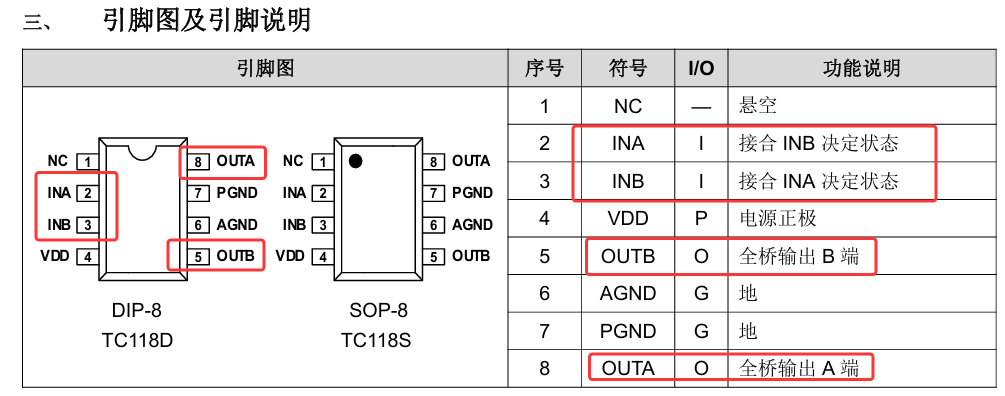 三、 引脚图及引脚说明
引脚图 序号 符号 I/O 功能说明
NC 1 8 OUTA
INA 2 7 PGND
INB 3 6 AGND
VDD 4 5 OUTB
DIP-8
TC118D
NC 1 8 OUTA
INA 2 7 PGND
INB 3 6 AGND
VDD 4 5 OUTB
SOP-8
TC118S
1 NC — 悬空
2 INA I 接合 INB 决定状态
3 INB I 接合 INA 决定状态
4 VDD P 电源正极
5 OUTB O 全桥输出 B 端
6 AGND G 地
7 PGND G 地
8 OUTA O 全桥输出 A 端